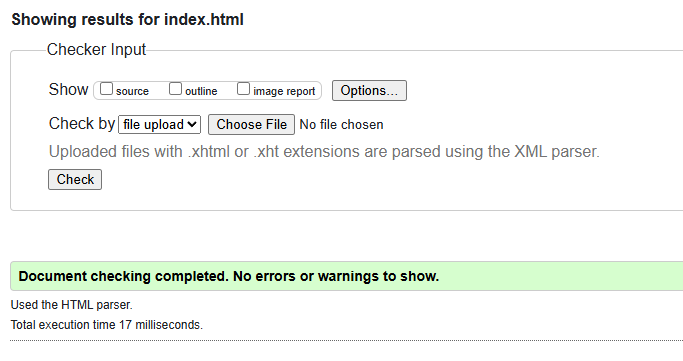 Showing results for index.html
Checker Input
Show source outline image report Options...
Check by file upload Choose File No file chosen
Uploaded files with .xhtml or .xht extensions are parsed using the XML parser.
Check
Document checking completed. No errors or warnings to show.
Used the HTML parser.
Total execution time 17 milliseconds.